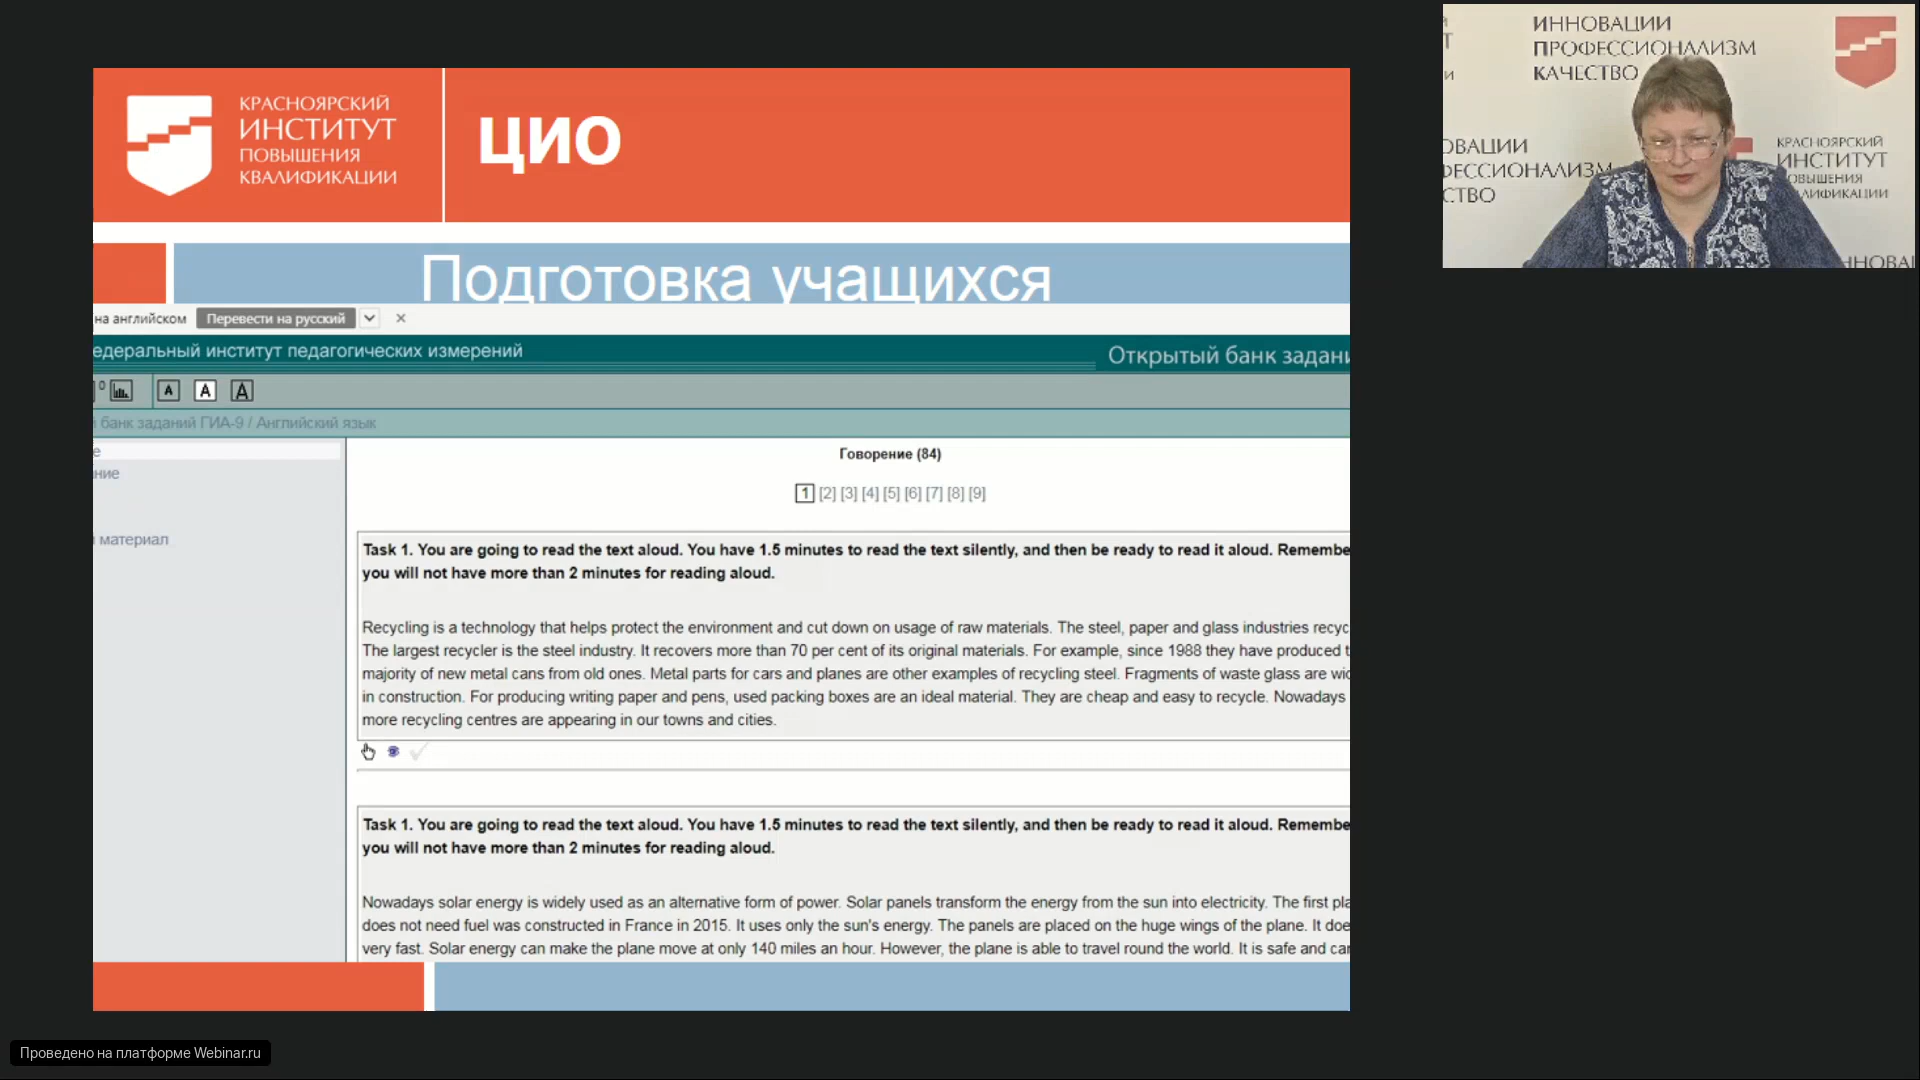 КРАСНОЯРСКИЙ
ИНСТИТУТ
ПОВЫШЕНИЯ
КВАЛИФИКАЦИИ
ЦИО
Подготовка учащихся
на английском Перевести на русский
едеральный институт педагогических измерений
Открытый банк задани
банк заданий ГИА-9 / Английский язык
е
ние
материал
Говорение (84)
1 [2] [3] [4] [5] [6] [7] [8] [9]
Task 1. You are going to read the text aloud. You have 1.5 minutes to read the text silently, and then be ready to read it aloud. Remembe
you will not have more than 2 minutes for reading aloud.
Recycling is a technology that helps protect the environment and cut down on usage of raw materials. The steel, paper and glass industries recyc
The largest recycler is the steel industry. It recovers more than 70 per cent of its original materials. For example, since 1988 they have produced t
majority of new metal cans from old ones. Metal parts for cars and planes are other examples of recycling steel. Fragments of waste glass are wid
in construction. For producing writing paper and pens, used packing boxes are an ideal material. They are cheap and easy to recycle. Nowadays
more recycling centres are appearing in our towns and cities.
Task 1. You are going to read the text aloud. You have 1.5 minutes to read the text silently, and then be ready to read it aloud. Remembe
you will not have more than 2 minutes for reading aloud.
Nowadays solar energy is widely used as an alternative form of power. Solar panels transform the energy from the sun into electricity. The first pla
does not need fuel was constructed in France in 2015. It uses only the sun's energy. The panels are placed on the huge wings of the plane. It doe
very fast. Solar energy can make the plane move at only 140 miles an hour. However, the plane is able to travel round the world. It is safe and can
ИННОВАЦИИ
ПРОФЕССИОНАЛИЗМ
КАЧЕСТВО
ОВАЦИИ
ФЕССИОНАЛИЗМ
СТВО
КРАСНОЯРСКИЙ
ИНСТИТУТ
ОВЫШЕНИЯ
АЛИФИКАЦИИ
ННОВАЦ
Проведено на платформе Webinar.ru